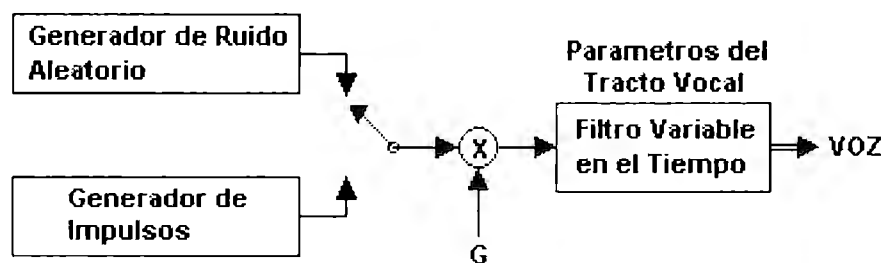 Generador de Ruido
Aleatorio
Parametros del
Tracto Vocal
Filtro Variable
en el Tiempo
VOZ
X
Generador de
Impulsos
G